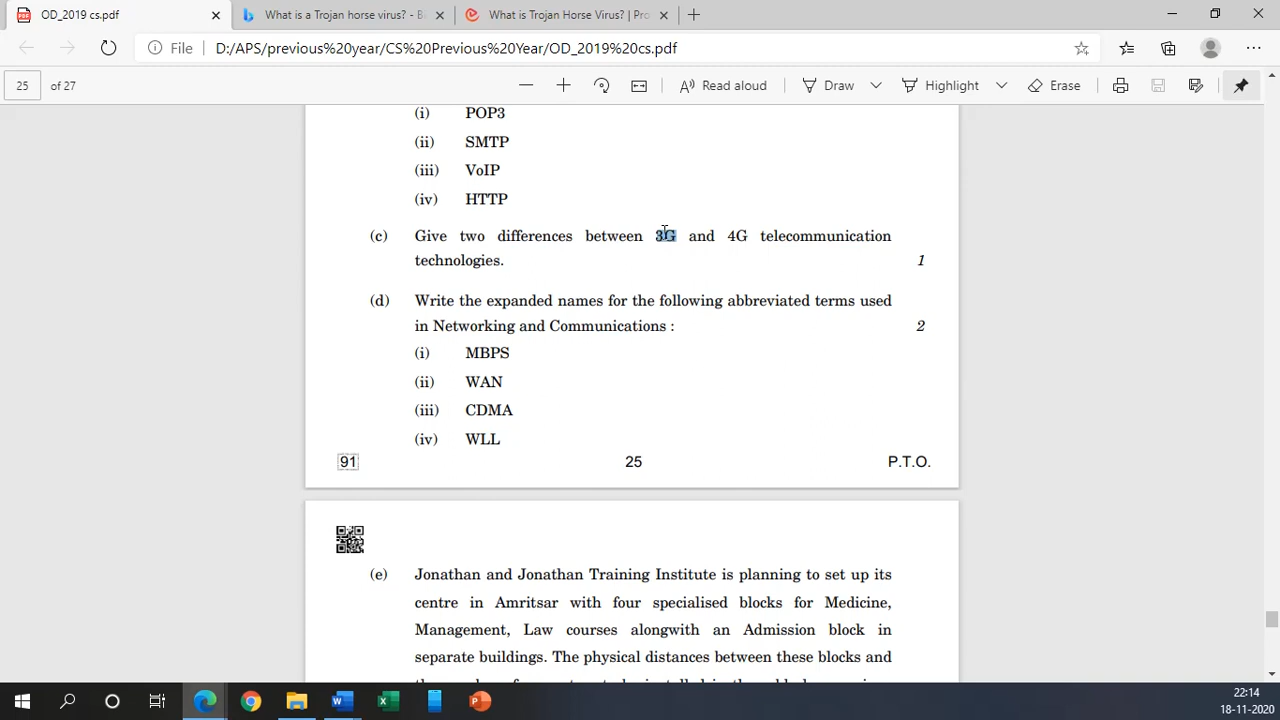 OD_2019 cs.pdf
What is a Trojan horse virus? - Bi
What is Trojan Horse Virus? | Pro
File D:/APS/previous%20year/CS%20Previous%20Year/OD_2019%20cs.pdf
25 of 27
Read aloud
Draw
Highlight
Erase
(i) POP3
(ii) SMTP
(iii) VoIP
(iv) HTTP
(c) Give two differences between 3G and 4G telecommunication
technologies. 1
(d) Write the expanded names for the following abbreviated terms used
in Networking and Communications : 2
(i) MBPS
(ii) WAN
(iii) CDMA
(iv) WLL
91 25 P.T.O.
(e) Jonathan and Jonathan Training Institute is planning to set up its
centre in Amritsar with four specialised blocks for Medicine,
Management, Law courses alongwith an Admission block in
separate buildings. The physical distances between these blocks and
22:14
18-11-2020